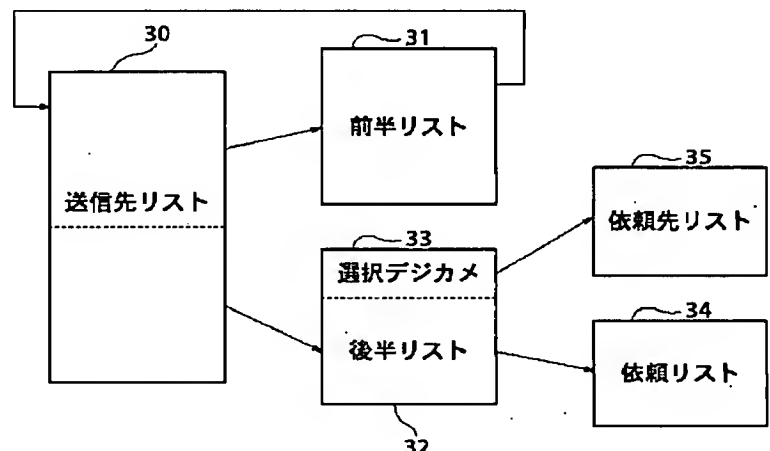 30
送信先リスト
31
前半リスト
33
選択デジカメ
後半リスト
32
35
依頼先リスト
34
依頼リスト